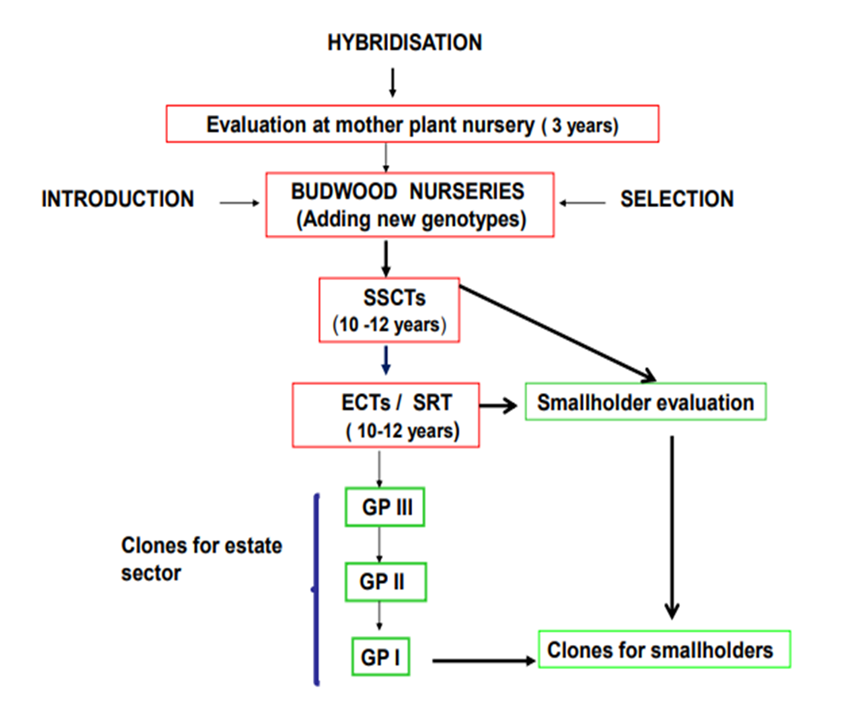 HYBRIDISATION
Evaluation at mother plant nursery ( 3 years)
INTRODUCTION
BUDWOOD NURSERIES
(Adding new genotypes)
SELECTION
SSCTs
(10 -12 years)
ECTs / SRT
( 10-12 years)
Smallholder evaluation
GP III
Clones for estate
sector
GP II
GP I
Clones for smallholders